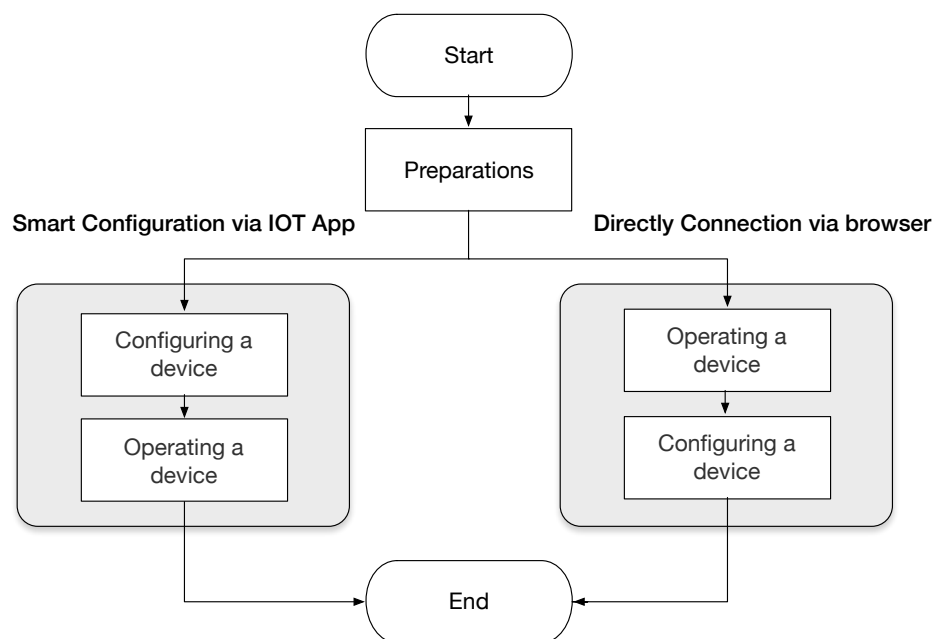 Start
Preparations
Smart Configuration via IOT App
Directly Connection via browser
Configuring a
device
Operating a
device
Operating a
device
Configuring a
device
End